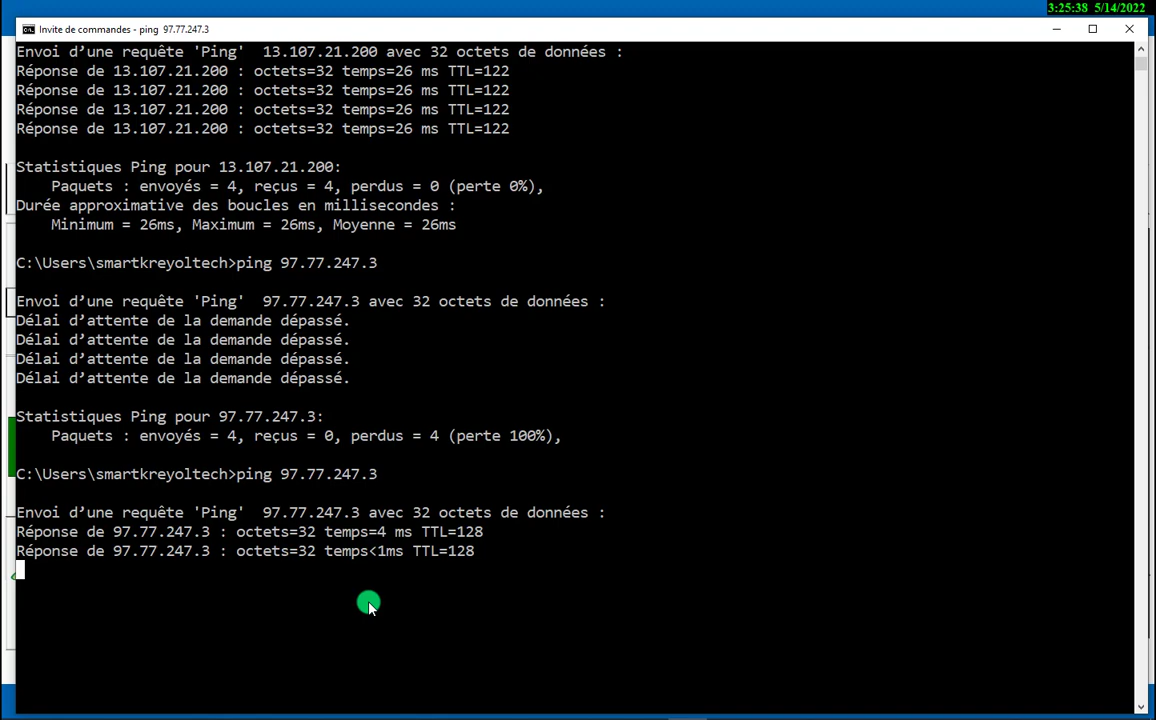 3:25:38 5/14/2022
Invite de commandes - ping 97.77.247.3
Envoi d’une requête 'Ping'  13.107.21.200 avec 32 octets de données :
Réponse de 13.107.21.200 : octets=32 temps=26 ms TTL=122
Réponse de 13.107.21.200 : octets=32 temps=26 ms TTL=122
Réponse de 13.107.21.200 : octets=32 temps=26 ms TTL=122
Réponse de 13.107.21.200 : octets=32 temps=26 ms TTL=122
Statistiques Ping pour 13.107.21.200:
Paquets : envoyés = 4, reçus = 4, perdus = 0 (perte 0%),
Durée approximative des boucles en millisecondes :
Minimum = 26ms, Maximum = 26ms, Moyenne = 26ms
C:\Users\smartkreyoltech>ping 97.77.247.3
Envoi d’une requête 'Ping'  97.77.247.3 avec 32 octets de données :
Délai d’attente de la demande dépassé.
Délai d’attente de la demande dépassé.
Délai d’attente de la demande dépassé.
Délai d’attente de la demande dépassé.
Statistiques Ping pour 97.77.247.3:
Paquets : envoyés = 4, reçus = 0, perdus = 4 (perte 100%),
C:\Users\smartkreyoltech>ping 97.77.247.3
Envoi d’une requête 'Ping'  97.77.247.3 avec 32 octets de données :
Réponse de 97.77.247.3 : octets=32 temps=4 ms TTL=128
Réponse de 97.77.247.3 : octets=32 temps<1ms TTL=128